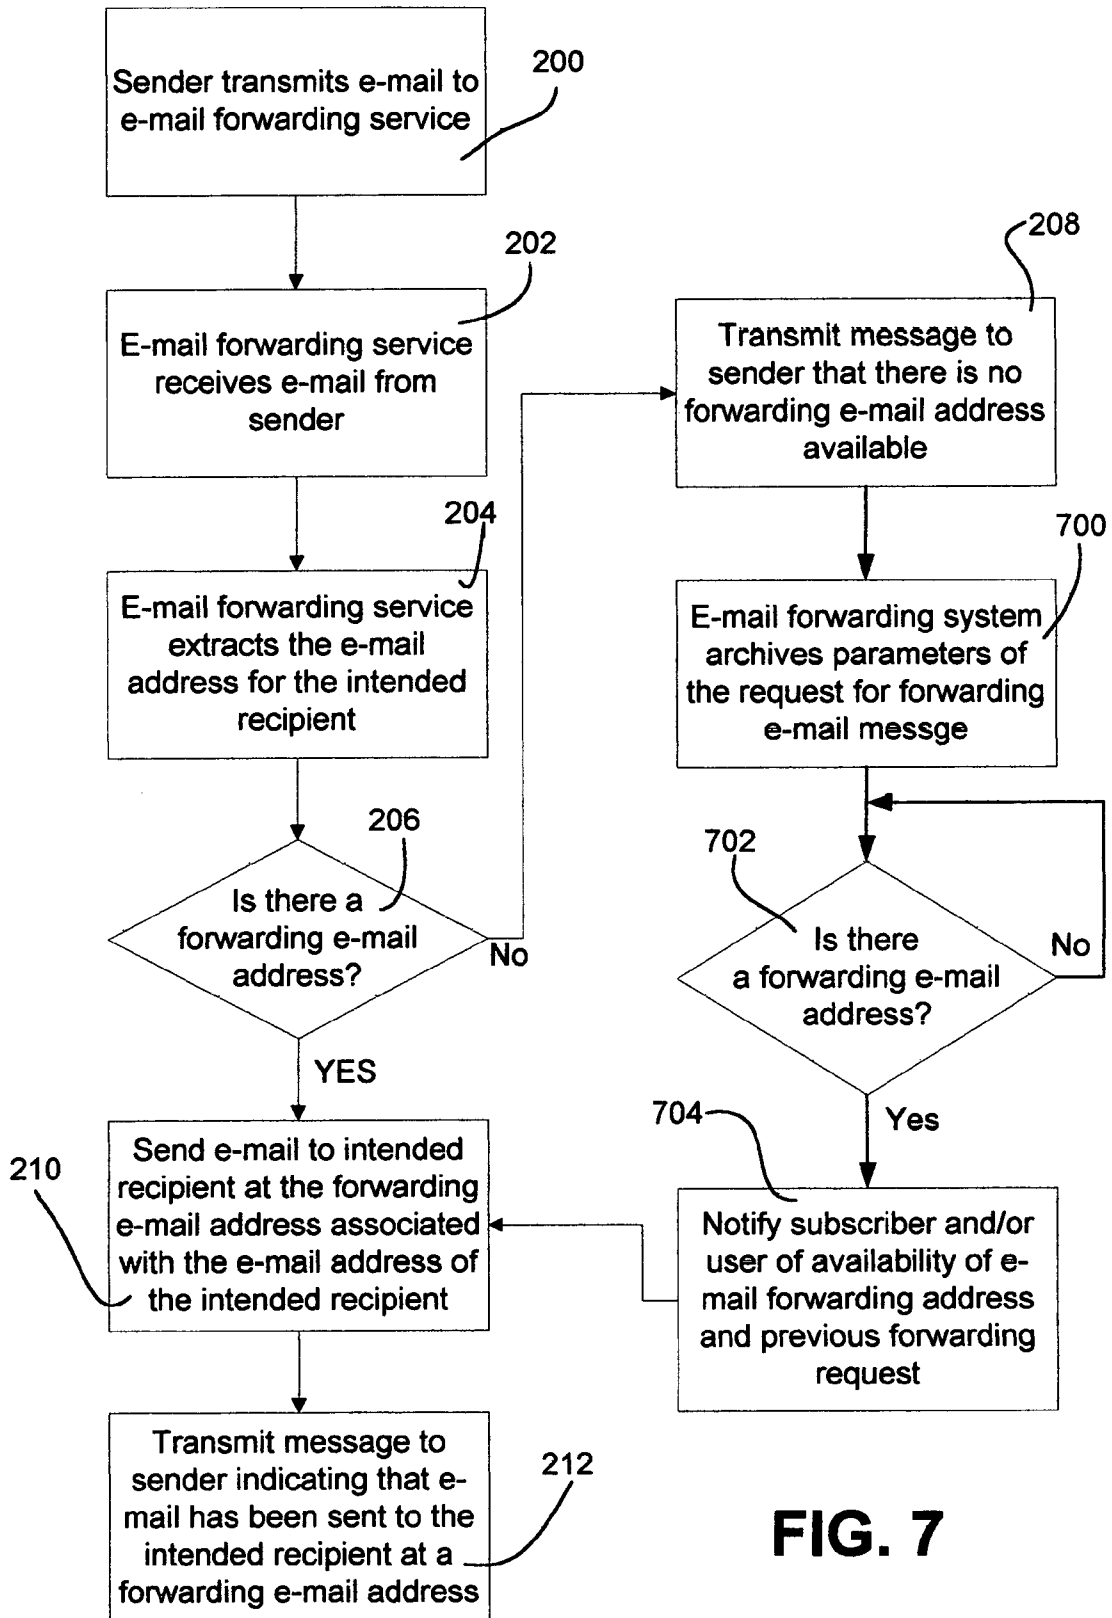 Sender transmits e-mail to
e-mail forwarding service
200
202
E-mail forwarding service
receives e-mail from
sender
204
E-mail forwarding service
extracts the e-mail
address for the intended
recipient
206
Is there a
forwarding e-mail
address?
No
YES
210
Send e-mail to intended
recipient at the forwarding
e-mail address associated
with the e-mail address of
the intended recipient
Transmit message to
sender indicating that e-
mail has been sent to the
intended recipient at a
forwarding e-mail address
212
208
Transmit message to
sender that there is no
forwarding e-mail address
available
700
E-mail forwarding system
archives parameters of
the request for forwarding
e-mail messge
702
Is there
a forwarding e-mail
address?
No
Yes
704
Notify subscriber and/or
user of availability of e-
mail forwarding address
and previous forwarding
request
FIG. 7